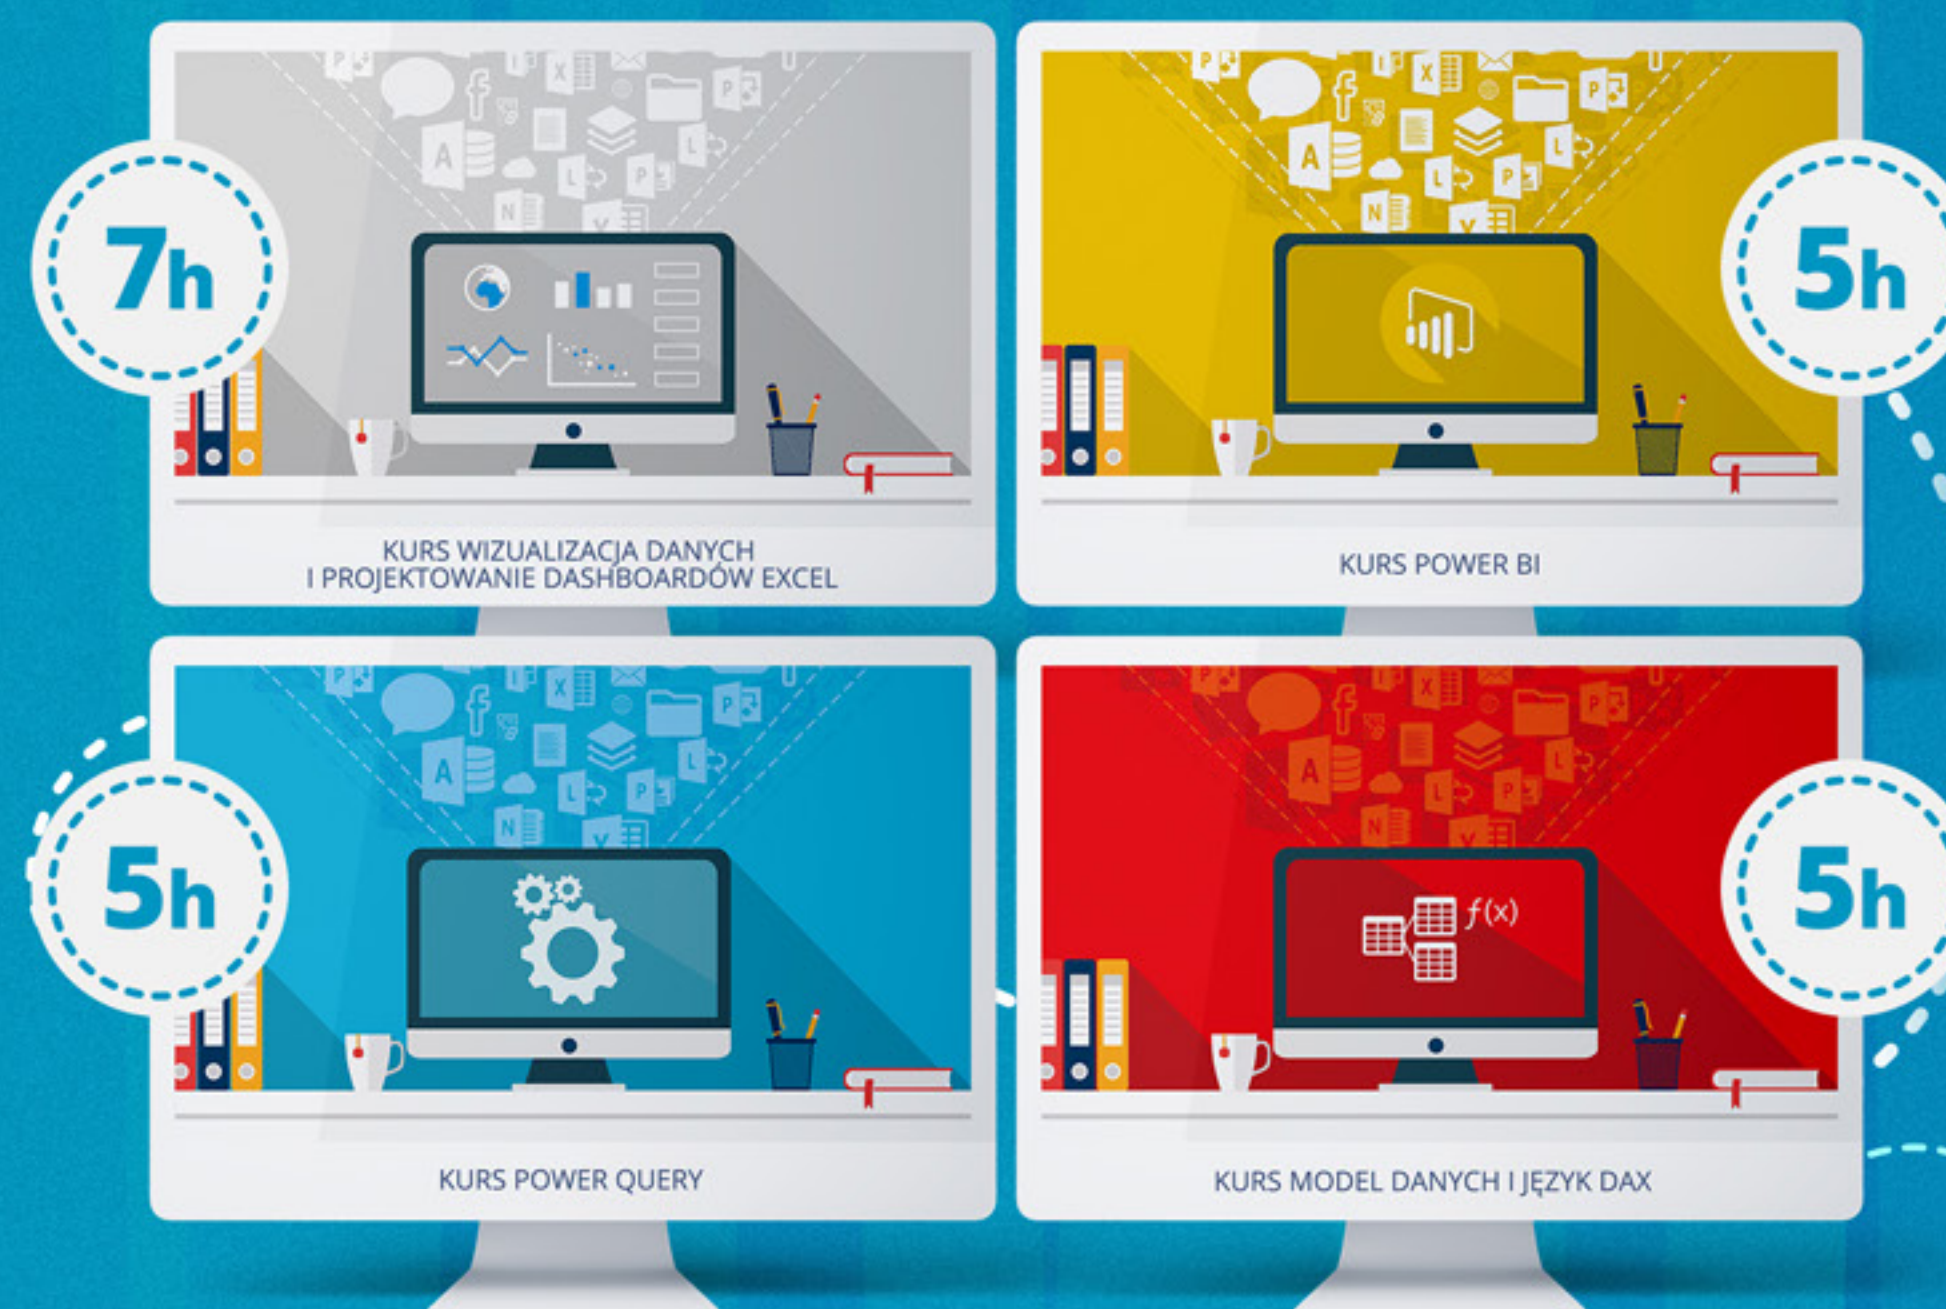 7h
KURS WIZUALIZACJA DANYCH
I PROJEKTOWANIE DASHBOARDÓW EXCEL
5h
KURS POWER BI
5h
KURS POWER QUERY
5h
f(x)
KURS MODEL DANYCH I JĘZYK DAX